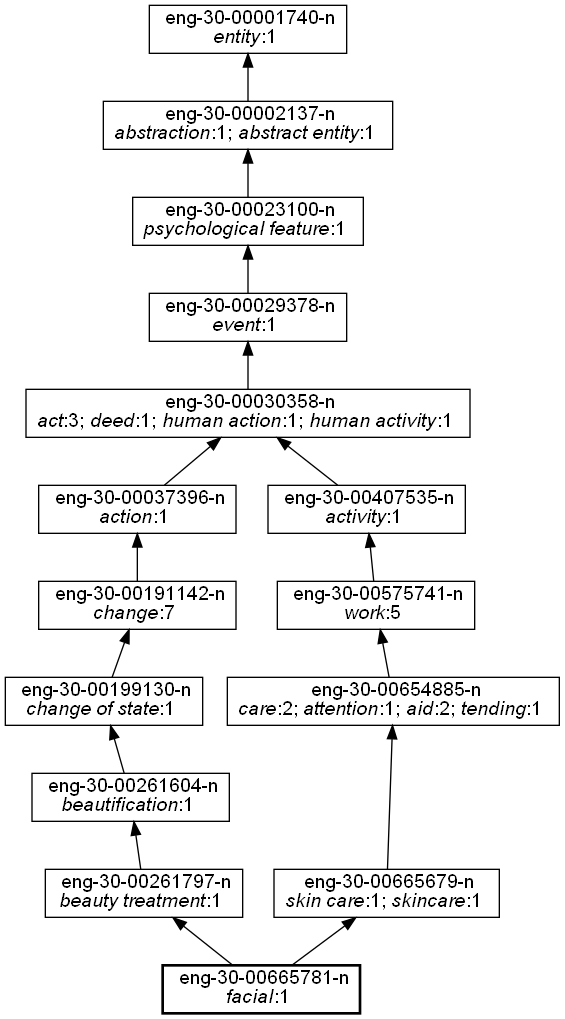 eng-30-00001740-n
entity:1
eng-30-00002137-n
abstraction:1; abstract entity:1
eng-30-00023100-n
psychological feature:1
eng-30-00029378-n
event:1
eng-30-00030358-n
act:3; deed:1; human action:1; human activity:1
eng-30-00037396-n
action:1
eng-30-00407535-n
activity:1
eng-30-00191142-n
change:7
eng-30-00575741-n
work:5
eng-30-00199130-n
change of state:1
eng-30-00654885-n
care:2; attention:1; aid:2; tending:1
eng-30-00261604-n
beautification:1
eng-30-00261797-n
beauty treatment:1
eng-30-00665679-n
skin care:1; skincare:1
eng-30-00665781-n
facial:1